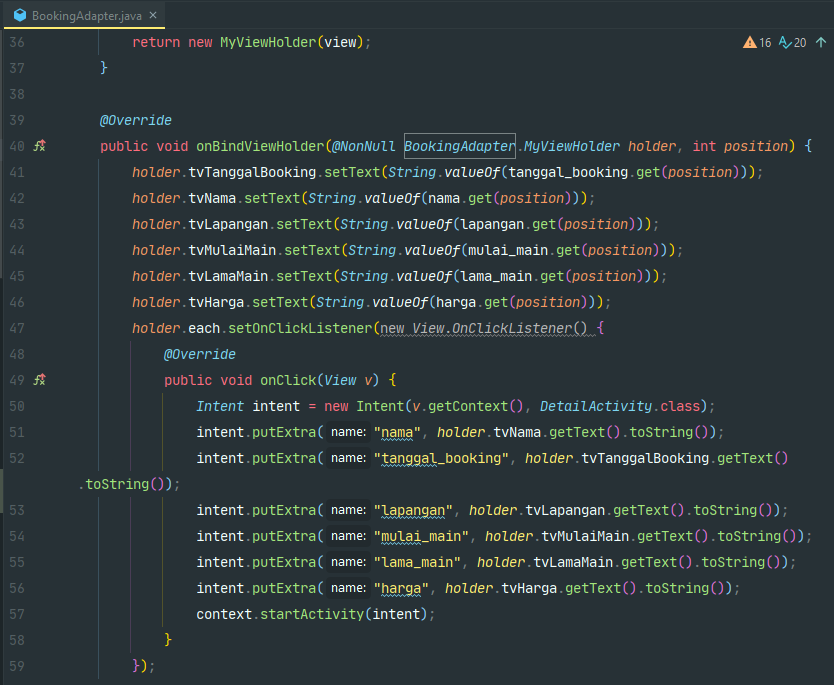 BookingAdapter.java ×
16 20
36 return new MyViewHolder(view);
37 }
38
39 @Override
40 public void onBindViewHolder(@NonNull BookingAdapter.MyViewHolder holder, int position) {
41 holder.tvTanggalBooking.setText(String.valueOf(tanggal_booking.get(position)));
42 holder.tvNama.setText(String.valueOf(nama.get(position)));
43 holder.tvLapangan.setText(String.valueOf(lapangan.get(position)));
44 holder.tvMulaiMain.setText(String.valueOf(mulai_main.get(position)));
45 holder.tvLamaMain.setText(String.valueOf(lama_main.get(position)));
46 holder.tvHarga.setText(String.valueOf(harga.get(position)));
47 holder.each.setOnClickListener(new View.OnClickListener() {
48 @Override
49 public void onClick(View v) {
50 Intent intent = new Intent(v.getContext(), DetailActivity.class);
51 intent.putExtra( name: "nama", holder.tvNama.getText().toString());
52 intent.putExtra( name: "tanggal_booking", holder.tvTanggalBooking.getText()
.toString());
53 intent.putExtra( name: "lapangan", holder.tvLapangan.getText().toString());
54 intent.putExtra( name: "mulai_main", holder.tvMulaiMain.getText().toString());
55 intent.putExtra( name: "lama_main", holder.tvLamaMain.getText().toString());
56 intent.putExtra( name: "harga", holder.tvHarga.getText().toString());
57 context.startActivity(intent);
58 }
59 });